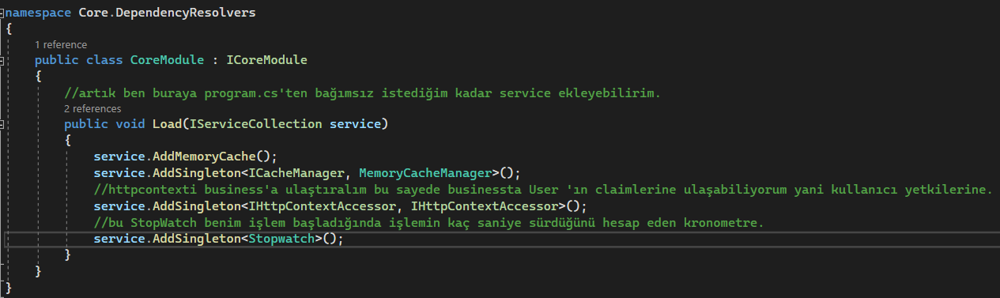 namespace Core.DependencyResolvers
{
1 reference
public class CoreModule : ICoreModule
{
//artık ben buraya program.cs'ten bağımsız istediğim kadar service ekleyebilirim.
2 references
public void Load(IServiceCollection service)
{
service.AddMemoryCache();
service.AddSingleton<ICacheManager, MemoryCacheManager>();
//httpcontexti business'a ulaştıralım bu sayede businessta User 'ın claimlerine ulaşabiliyorum yani kullanıcı yetkilerine.
service.AddSingleton<IHttpContextAccessor, IHttpContextAccessor>();
//bu StopWatch benim işlem başladığında işlemin kaç saniye sürdüğünü hesap eden kronometre.
service.AddSingleton<Stopwatch>();
}
}
}